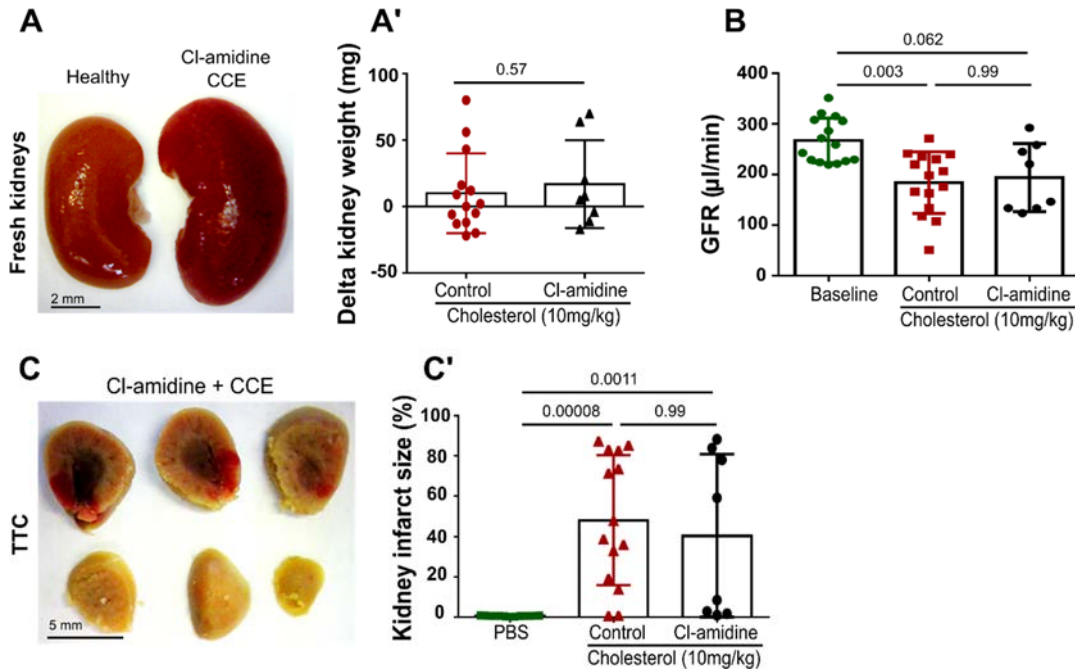 A
Healthy
Cl-amidine
CCE
Fresh kidneys
2 mm
A'
Delta kidney weight (mg)
100
50
0
-50
0.57
Control
Cl-amidine
Cholesterol (10mg/kg)
B
GFR (µl/min)
400
300
200
100
0
0.062
0.003
0.99
Baseline
Control
Cl-amidine
Cholesterol (10mg/kg)
C
Cl-amidine + CCE
TTC
5 mm
C'
Kidney infarct size (%)
100
80
60
40
20
0
0.0011
0.00008
0.99
PBS
Control
Cl-amidine
Cholesterol (10mg/kg)